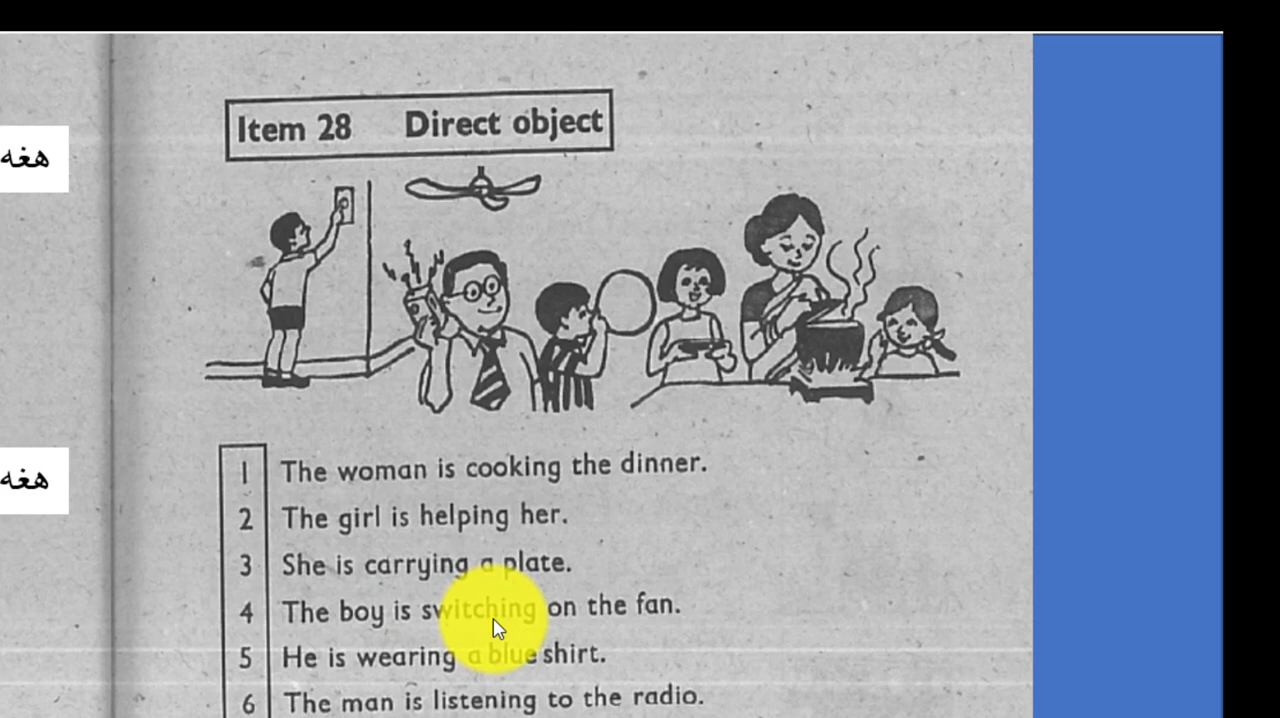 Item 28 Direct object
هغه
1 The woman is cooking the dinner.
هغه
2 The girl is helping her.
3 She is carrying a plate.
4 The boy is switching on the fan.
5 He is wearing a blue shirt.
6 The man is listening to the radio.